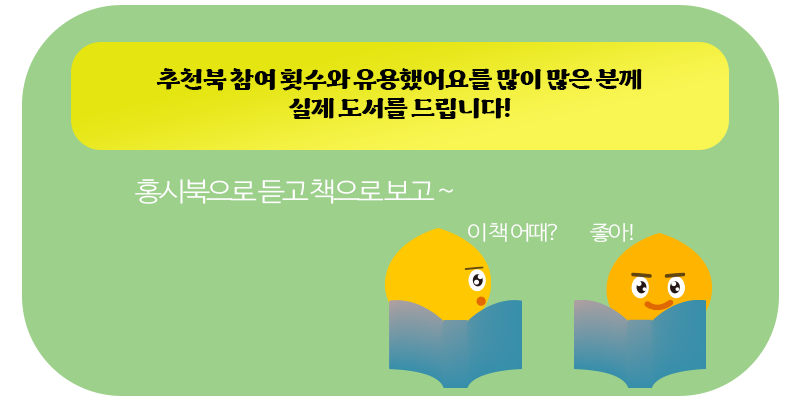 추천북 참여 횟수와 유용했어요를 많이 많은 분께
실제 도서를 드립니다!
홍시북으로 듣고 책으로 보고 ~
이 책 어때?
좋아!